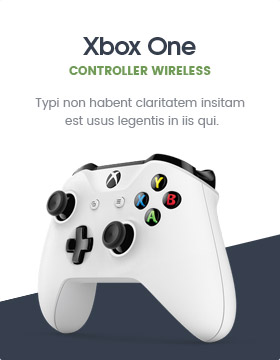 Xbox One
CONTROLLER WIRELESS
Typi non habent claritatem insitam
est usus legentis in iis qui.
Y
X B
A